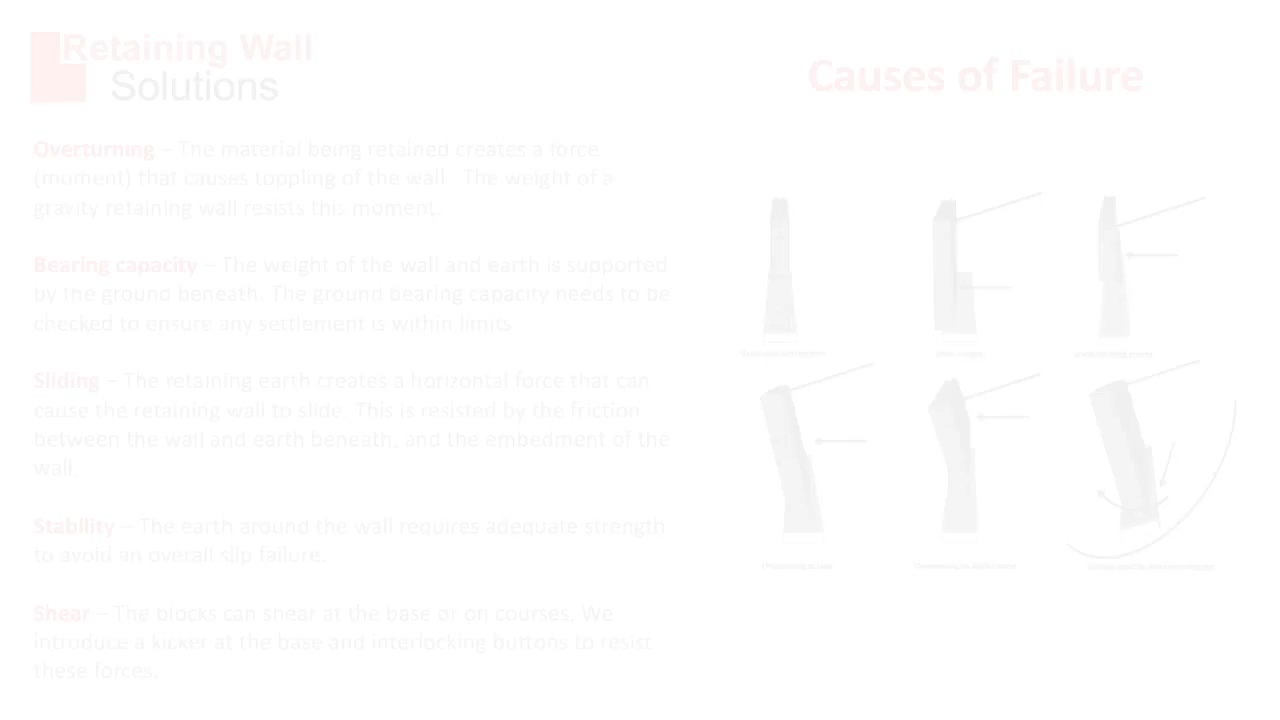 Retaining Wall
Solutions
Causes of Failure
Overturning – The material being retained creates a force
(moment) that causes toppling of the wall. The weight of a
gravity retaining wall resists this moment.
Bearing capacity – The weight of the wall and earth is supported
by the ground beneath. The ground bearing capacity needs to be
checked to ensure any settlement is within limits
Sliding – The retaining earth creates a horizontal force that can
cause the retaining wall to slide. This is resisted by the friction
between the wall and earth beneath, and the embedment of the
wall.
Stability – The earth around the wall requires adequate strength
to avoid an overall slip failure.
Shear – The blocks can shear at the base or on courses. We
introduce a kicker at the base and interlocking buttons to resist
these forces.